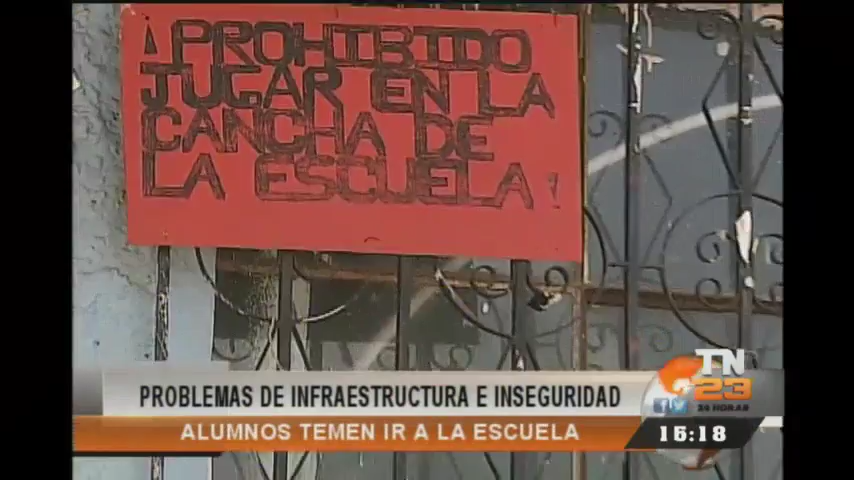 ¡PROHIBIDO
JUGAR EN LA
CANCHA DE
LA ESCUELA!
PROBLEMAS DE INFRAESTRUCTURA E INSEGURIDAD
ALUMNOS TEMEN IR A LA ESCUELA
TN
23
24 HORAS
15:18